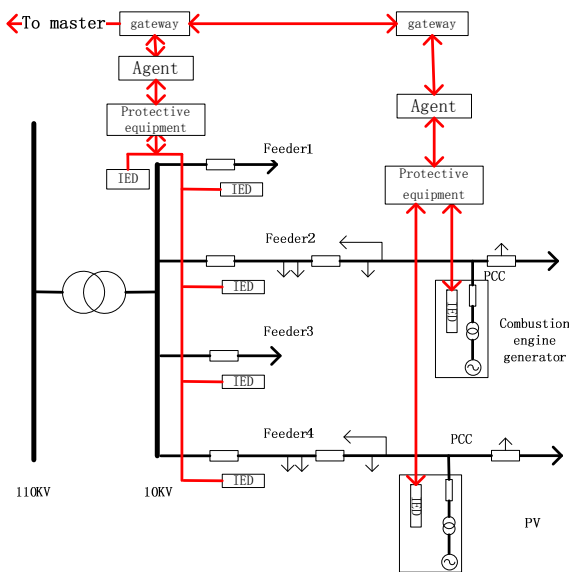 To master
gateway
gateway
Agent
Agent
Protective
equipment
Protective
equipment
IED
Feeder1
IED
Feeder2
PCC
IED
IED
Combustion
engine
generator
Feeder3
IED
Feeder4
PCC
IED
IED
110KV
10KV
PV